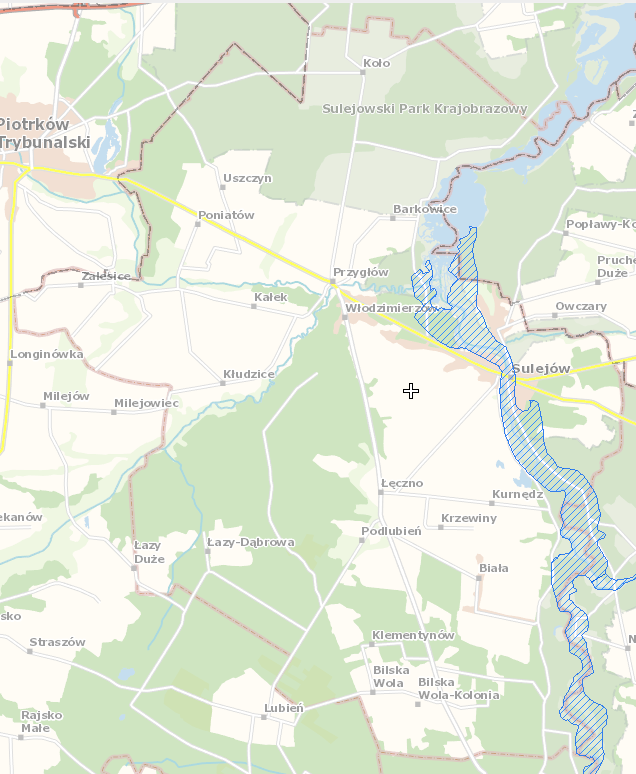 Koło
Sulejowski Park Krajobrazowy
Piotrków
Trybunalski
Uszczyn
Barkowice
Poniatów
Popławy-Ko
Przygłów
Zalesice
Pruche
Duże
Kałek
Włodzimierzów
Owczary
Longinówka
Kłudzice
Sulejów
Milejów
Milejowiec
Łęczno
Kurnędz
ekanów
Krzewiny
Podlubień
Łazy
Duże
Łazy-Dąbrowa
Biała
sko
Straszów
Klementynów
Bilska
Wola
Bilska
Wola-Kolonia
Lubień
Rajsko
Małe